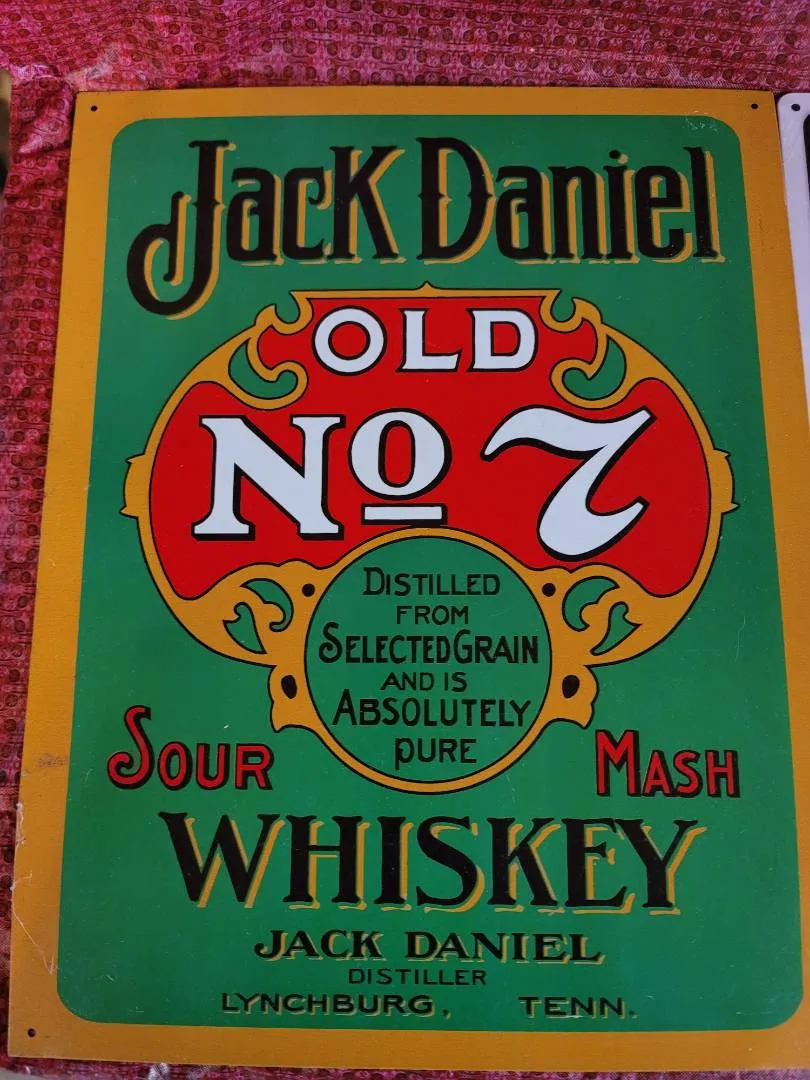 Jack Daniel
OLD
No 7
DISTILLED
FROM
SELECTED GRAIN
AND IS
ABSOLUTELY
PURE
SOUR MASH
WHISKEY
JACK DANIEL
DISTILLER
LYNCHBURG, TENN.